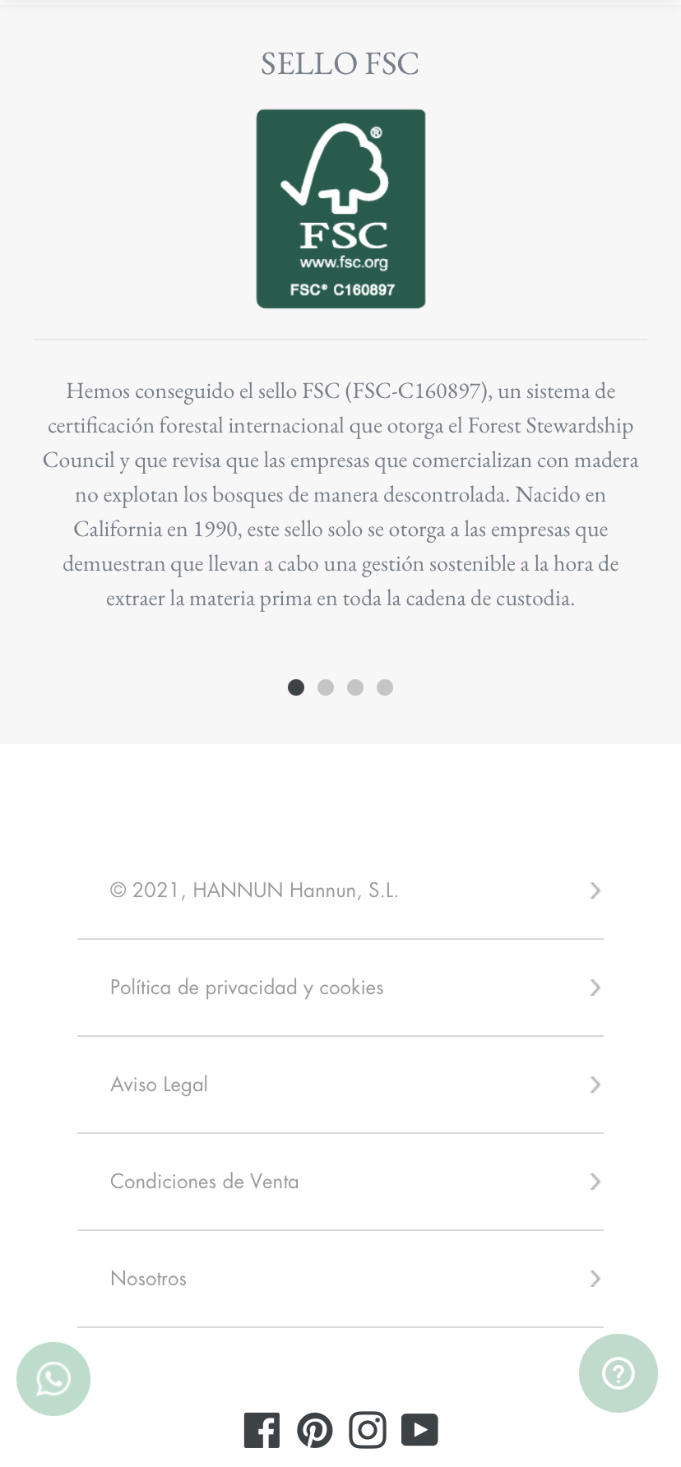 SELLO FSC
®
FSC
www.fsc.org
FSC® C160897
Hemos conseguido el sello FSC (FSC-C160897), un sistema de
certificación forestal internacional que otorga el Forest Stewardship
Council y que revisa que las empresas que comercializan con madera
no explotan los bosques de manera descontrolada. Nacido en
California en 1990, este sello solo se otorga a las empresas que
demuestran que llevan a cabo una gestión sostenible a la hora de
extraer la materia prima en toda la cadena de custodia.
© 2021, HANNUN Hannun, S.L.
Política de privacidad y cookies
Aviso Legal
Condiciones de Venta
Nosotros